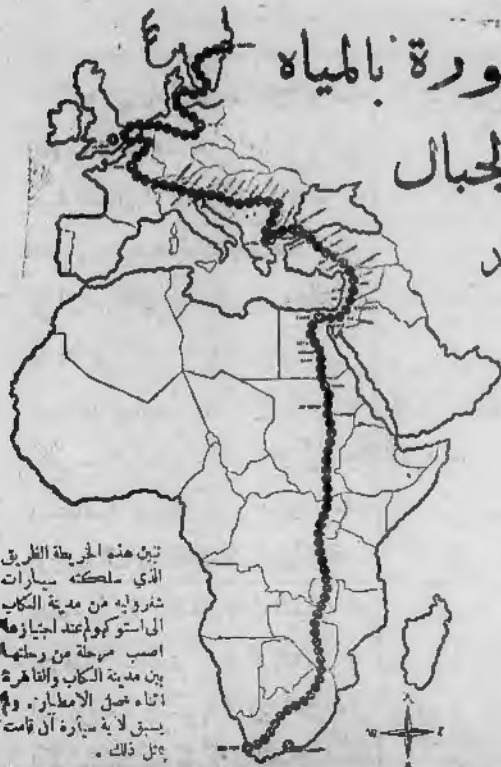 ورة بالمياه
الجبال
تبين هذه الخريطة الطريق
الذي سلكته سيارات
شفروليه من مدينة الكاب
الى استوكهولم عند اجتيازها
اصعب مرحلة من رحلتها
بين مدينة الكاب والقاهرة
اثناء فصل الامطار. ولم
يسبق لاية سيارة ان قامت
بمثل ذلك.